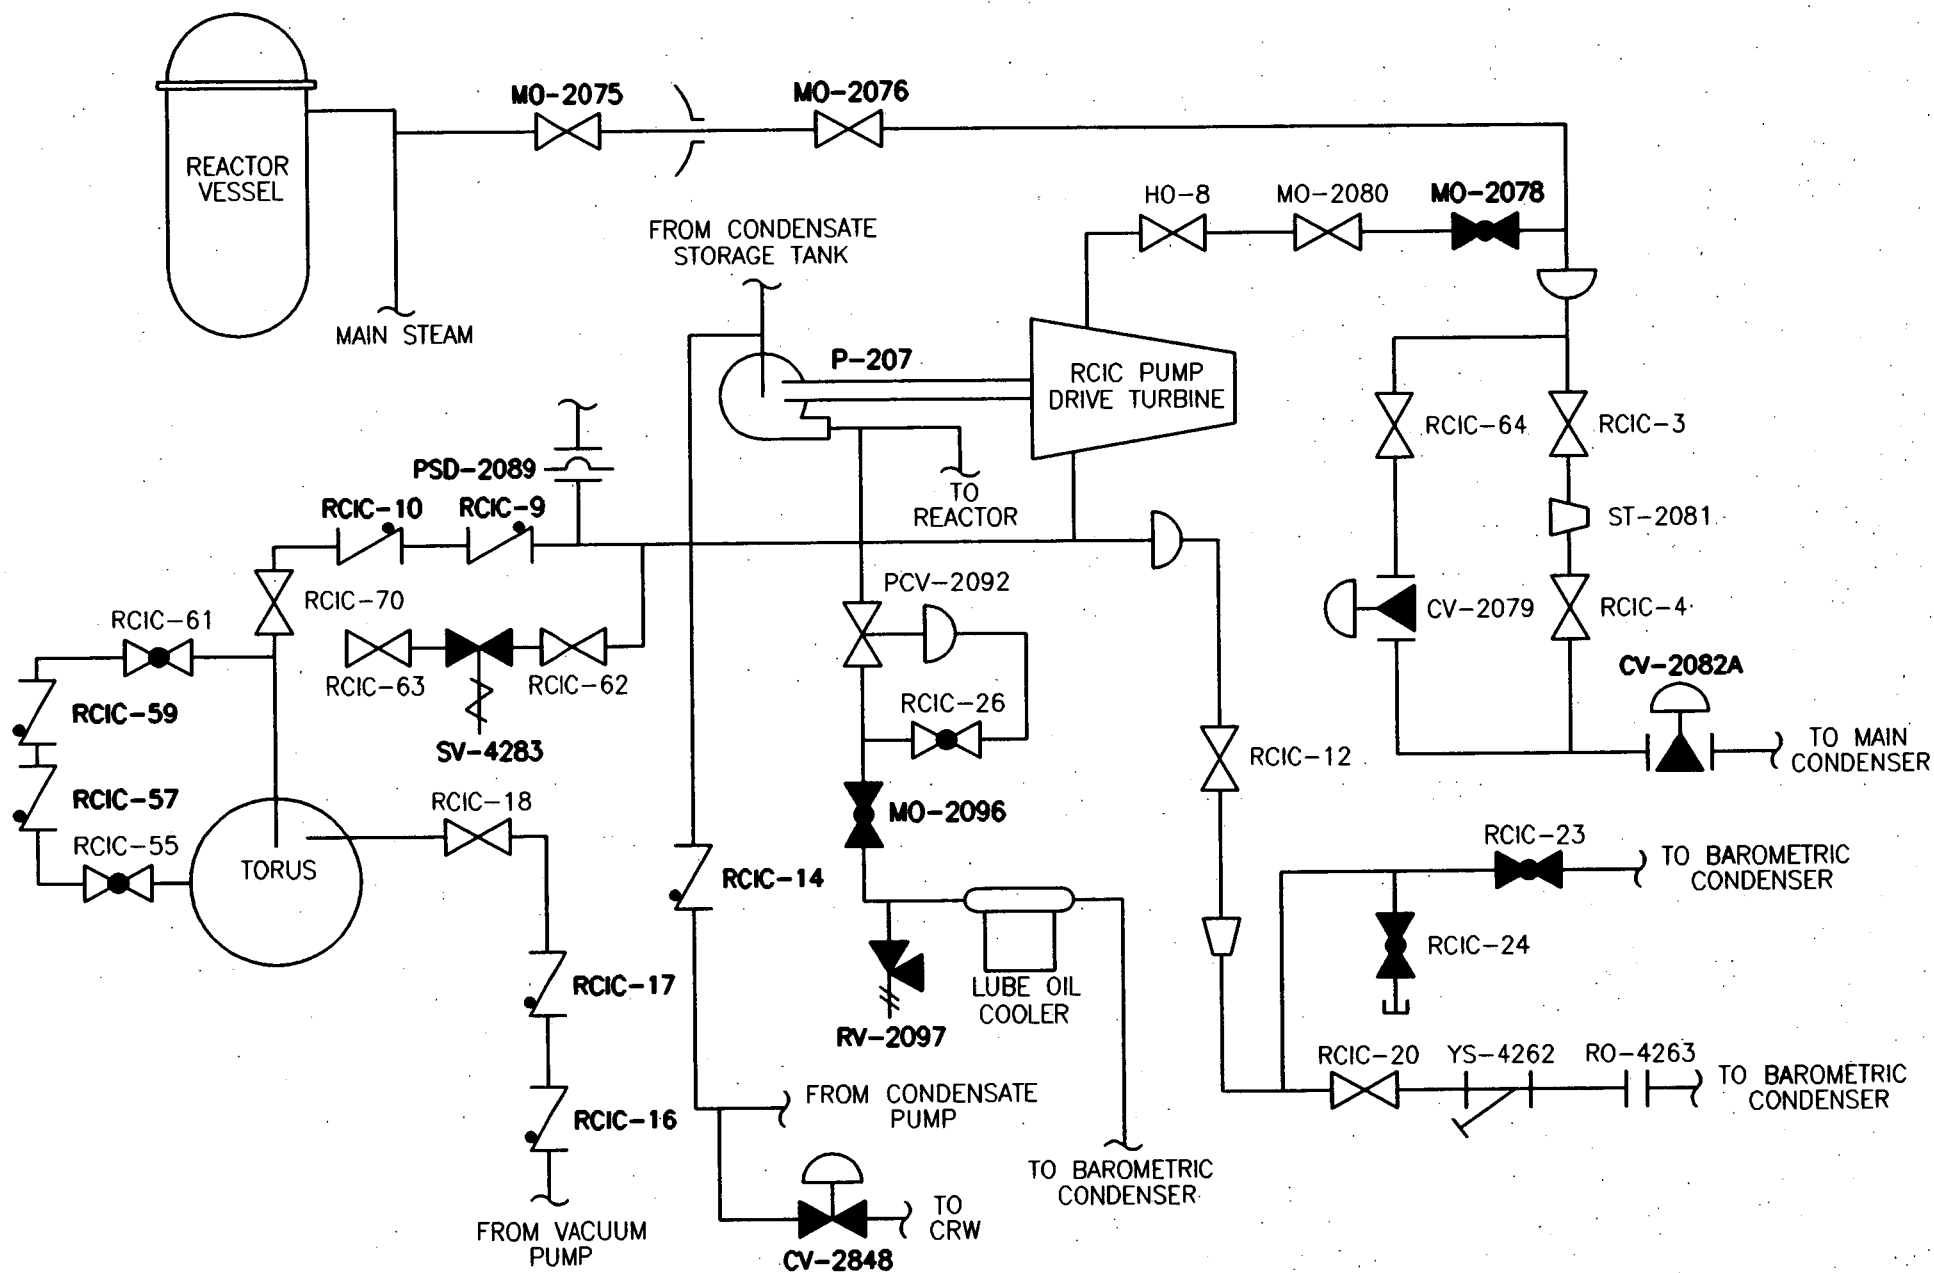 MO-2075
MO-2076
REACTOR
VESSEL
HO-8
MO-2080
MO-2078
FROM CONDENSATE
STORAGE TANK
MAIN STEAM
P-207
RCIC PUMP
DRIVE TURBINE
RCIC-64
RCIC-3
PSD-2089
RCIC-10
RCIC-9
TO
REACTOR
ST-2081
PCV-2092
RCIC-70
RCIC-61
CV-2079
RCIC-4
RCIC-63
RCIC-62
CV-2082A
RCIC-59
RCIC-26
SV-4283
RCIC-12
TO MAIN
CONDENSER
RCIC-57
RCIC-18
MO-2096
RCIC-55
RCIC-23
TORUS
RCIC-14
TO BAROMETRIC
CONDENSER
RCIC-24
RCIC-17
LUBE OIL
COOLER
RV-2097
RCIC-20
YS-4262
RO-4263
TO BAROMETRIC
CONDENSER
FROM CONDENSATE
PUMP
RCIC-16
TO BAROMETRIC
CONDENSER
TO
CRW
FROM VACUUM
PUMP
CV-2848